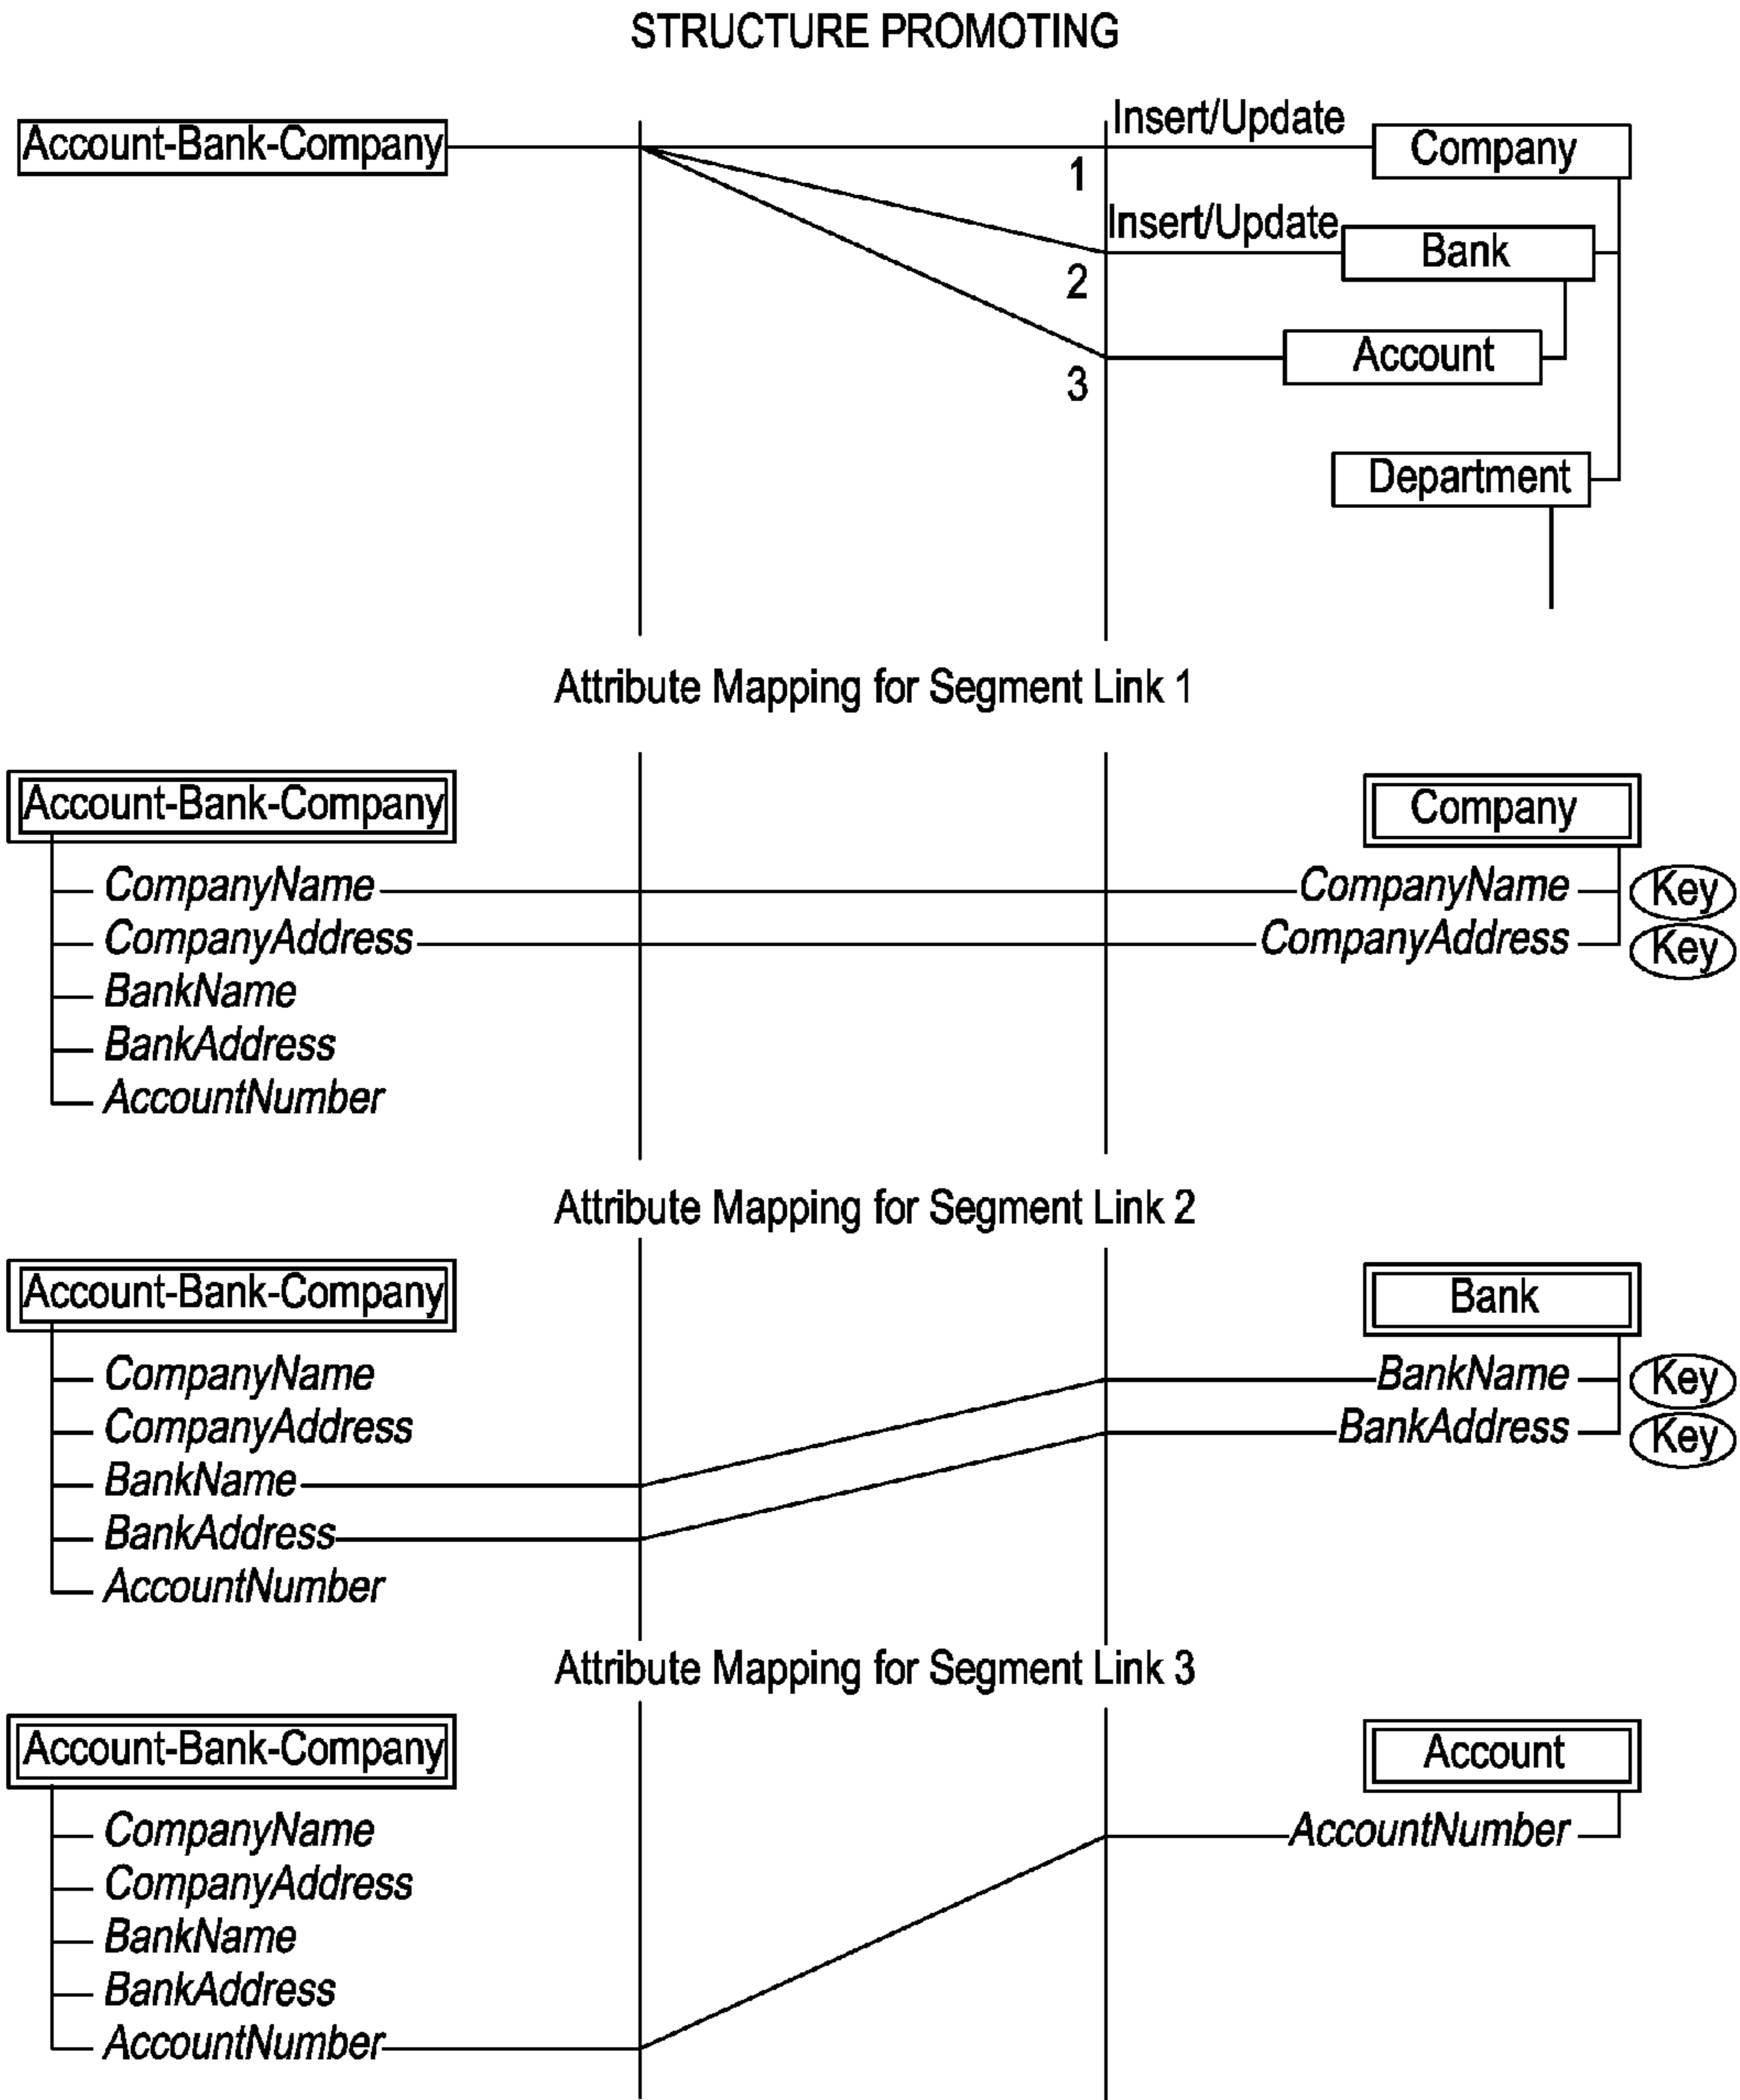 STRUCTURE PROMOTING
Account-Bank-Company
Insert/Update
Company
1
Insert/Update
Bank
2
Account
3
Department
Attribute Mapping for Segment Link 1
Account-Bank-Company
Company
CompanyName
CompanyName
Key
CompanyAddress
CompanyAddress
Key
BankName
BankAddress
AccountNumber
Attribute Mapping for Segment Link 2
Account-Bank-Company
Bank
CompanyName
BankName
Key
CompanyAddress
BankAddress
Key
BankName
BankAddress
AccountNumber
Attribute Mapping for Segment Link 3
Account-Bank-Company
Account
CompanyName
AccountNumber
CompanyAddress
BankName
BankAddress
AccountNumber